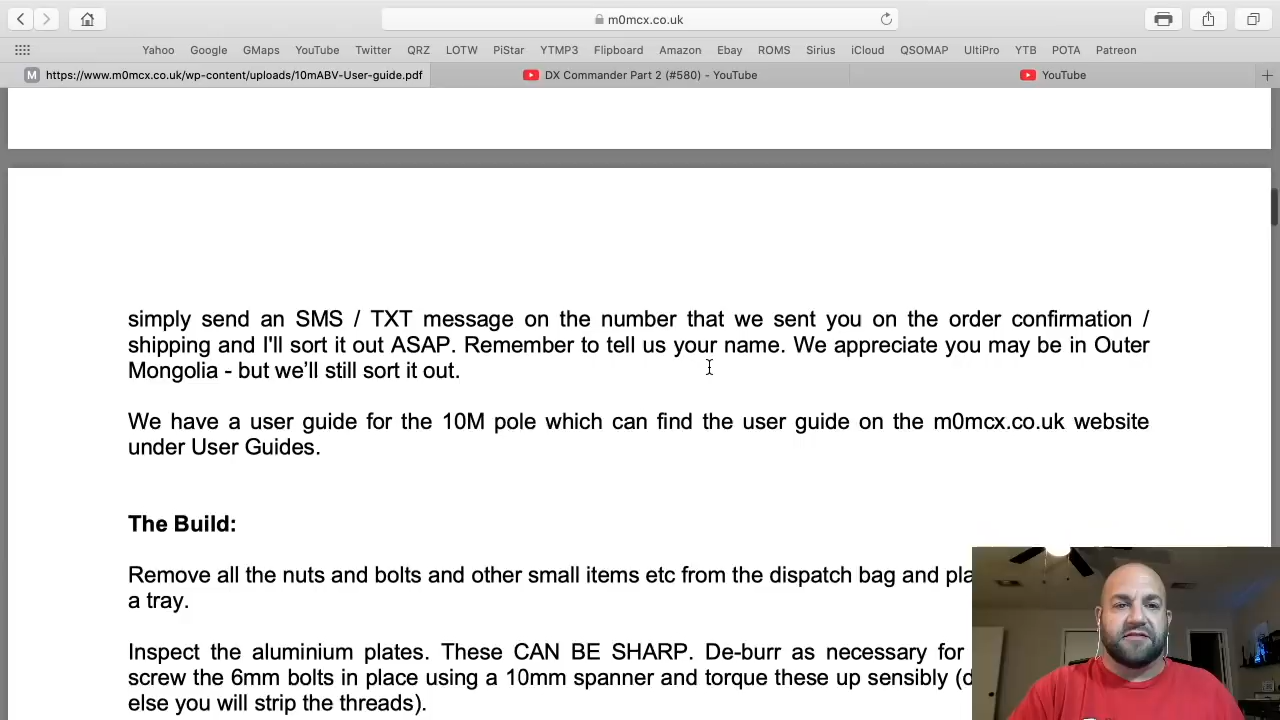 m0mcx.co.uk
Yahoo Google GMaps YouTube Twitter QRZ LOTW PiStar YTMP3 Flipboard Amazon Ebay ROMS Sirius iCloud QSOMAP UltiPro YTB POTA Patreon
M https://www.m0mcx.co.uk/wp-content/uploads/10mABV-User-guide.pdf DX Commander Part 2 (#580) - YouTube YouTube
simply send an SMS / TXT message on the number that we sent you on the order confirmation /
shipping and I'll sort it out ASAP. Remember to tell us your name. We appreciate you may be in Outer
Mongolia - but we’ll still sort it out.
We have a user guide for the 10M pole which can find the user guide on the m0mcx.co.uk website
under User Guides.
The Build:
Remove all the nuts and bolts and other small items etc from the dispatch bag and
a tray.
Inspect the aluminium plates. These CAN BE SHARP. De-burr as necessary for
screw the 6mm bolts in place using a 10mm spanner and torque these up sensibly
else you will strip the threads).